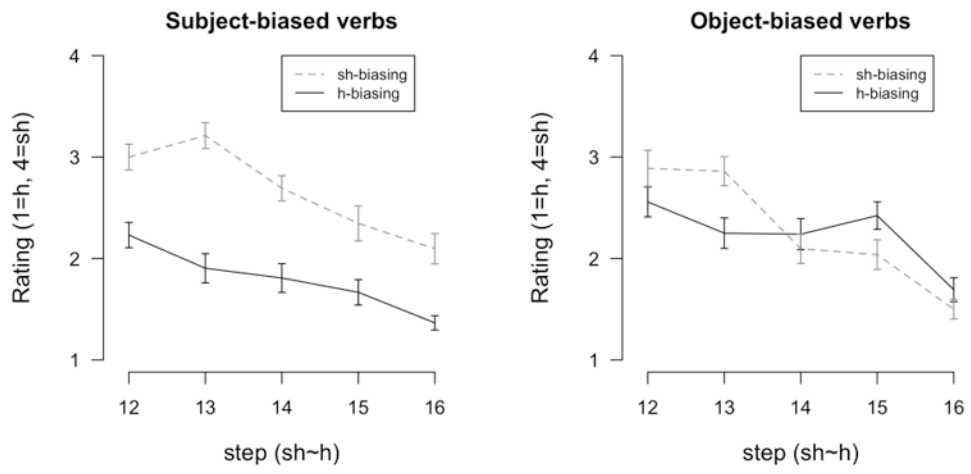 Subject-biased verbs
Rating (1=h, 4=sh)
4
3
2
1
sh-biasing
h-biasing
12 13 14 15 16
step (sh~h)
Object-biased verbs
Rating (1=h, 4=sh)
4
3
2
1
sh-biasing
h-biasing
12 13 14 15 16
step (sh~h)